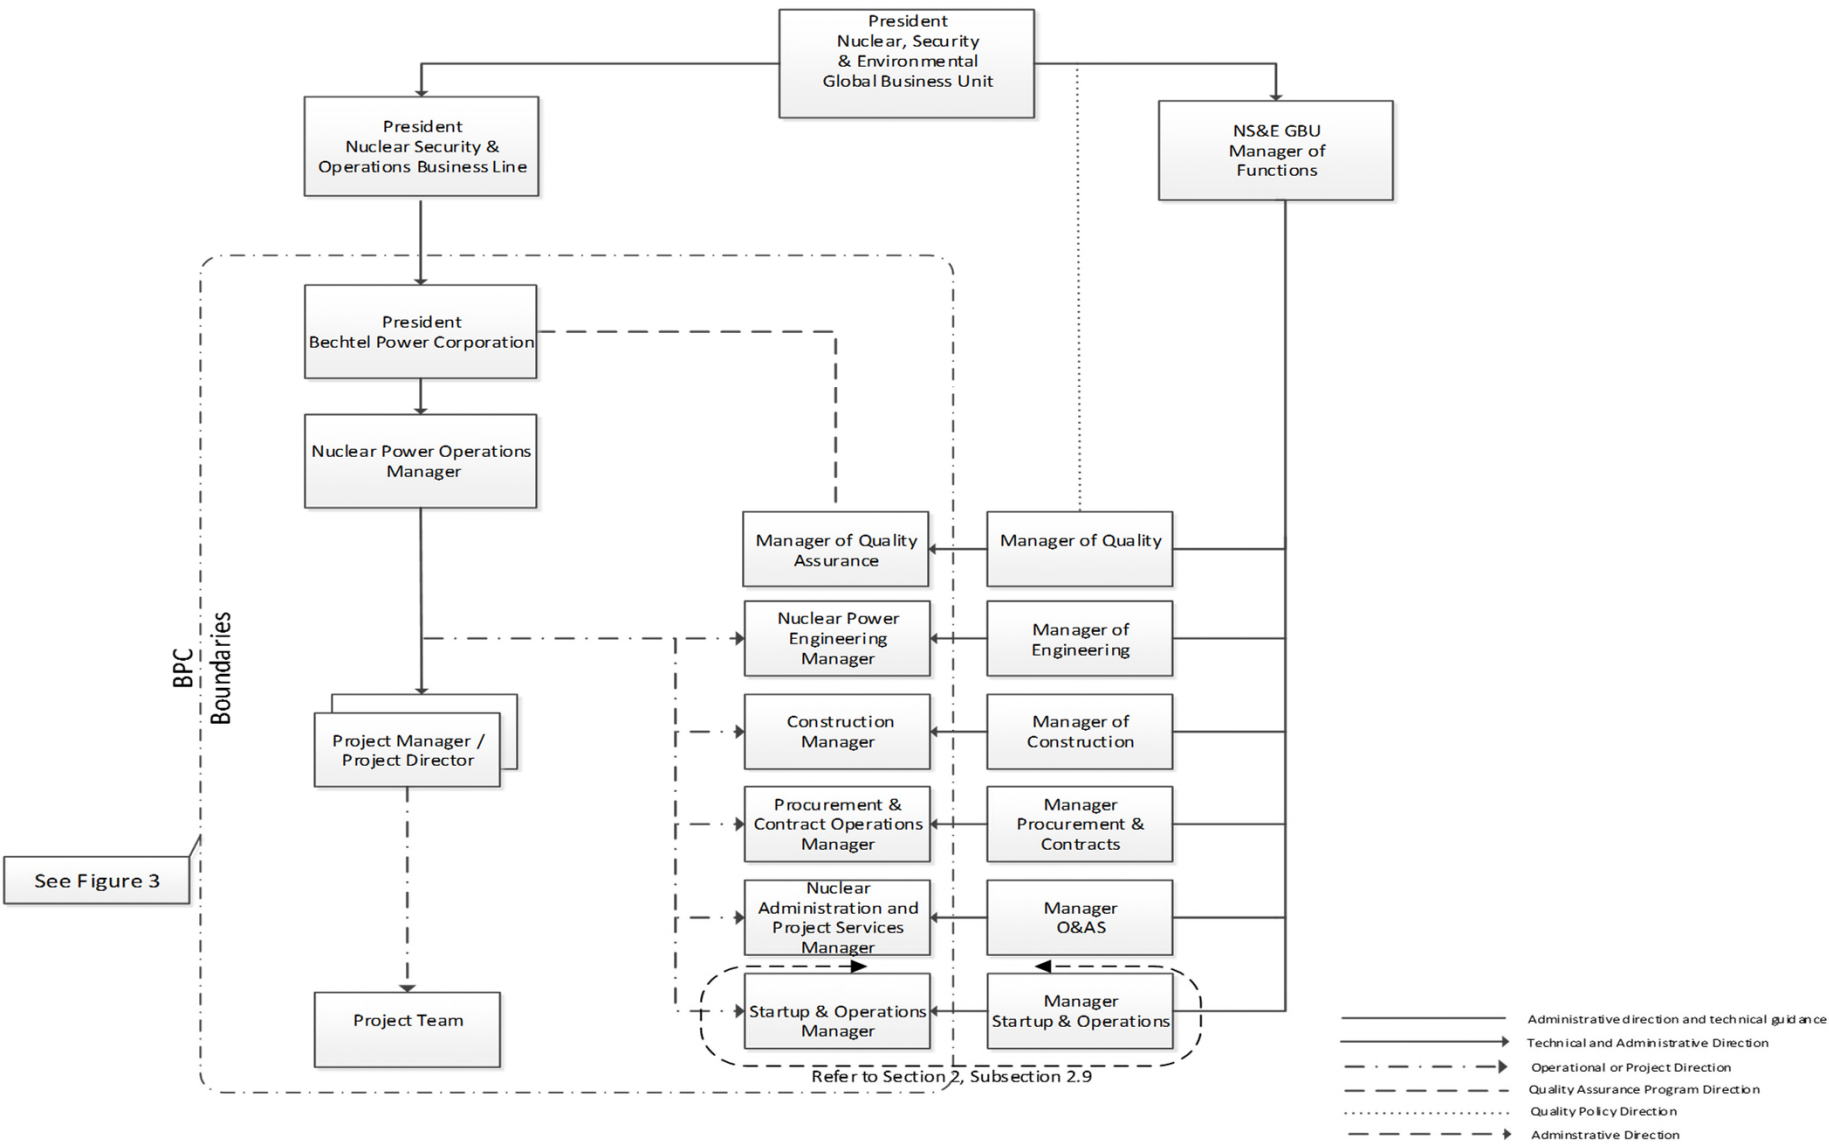 President
Nuclear, Security
& Environmental
Global Business Unit
President
Nuclear Security &
Operations Business Line
NS&E GBU
Manager of
Functions
President
Bechtel Power Corporation
Nuclear Power Operations
Manager
Manager of Quality
Assurance
Manager of Quality
Nuclear Power
Engineering
Manager
Manager of
Engineering
BPC
Boundaries
Project Manager /
Project Director
Construction
Manager
Manager of
Construction
Procurement &
Contract Operations
Manager
Manager
Procurement &
Contracts
See Figure 3
Nuclear
Administration and
Project Services
Manager
Manager
O&AS
Project Team
Startup & Operations
Manager
Manager
Startup & Operations
Refer to Section 2, Subsection 2.9
Administrative direction and technical guidance
Technical and Administrative Direction
Operational or Project Direction
Quality Assurance Program Direction
Quality Policy Direction
Adminstrative Direction